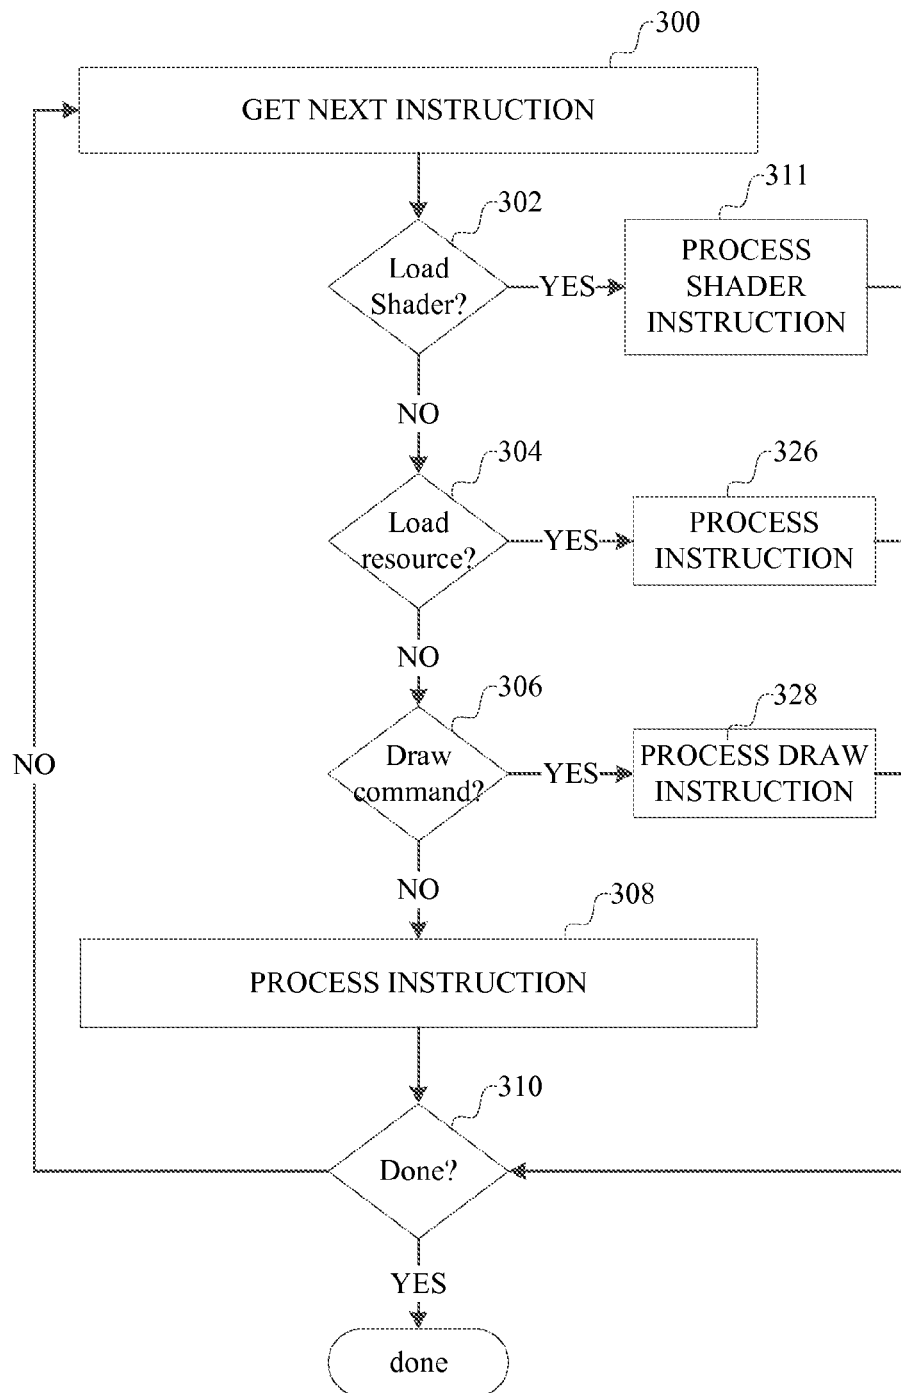 300
GET NEXT INSTRUCTION
302
311
Load
Shader?
YES
PROCESS
SHADER
INSTRUCTION
NO
304
326
Load
resource?
YES
PROCESS
INSTRUCTION
NO
306
328
Draw
command?
YES
PROCESS DRAW
INSTRUCTION
NO
NO
308
PROCESS INSTRUCTION
310
Done?
YES
done